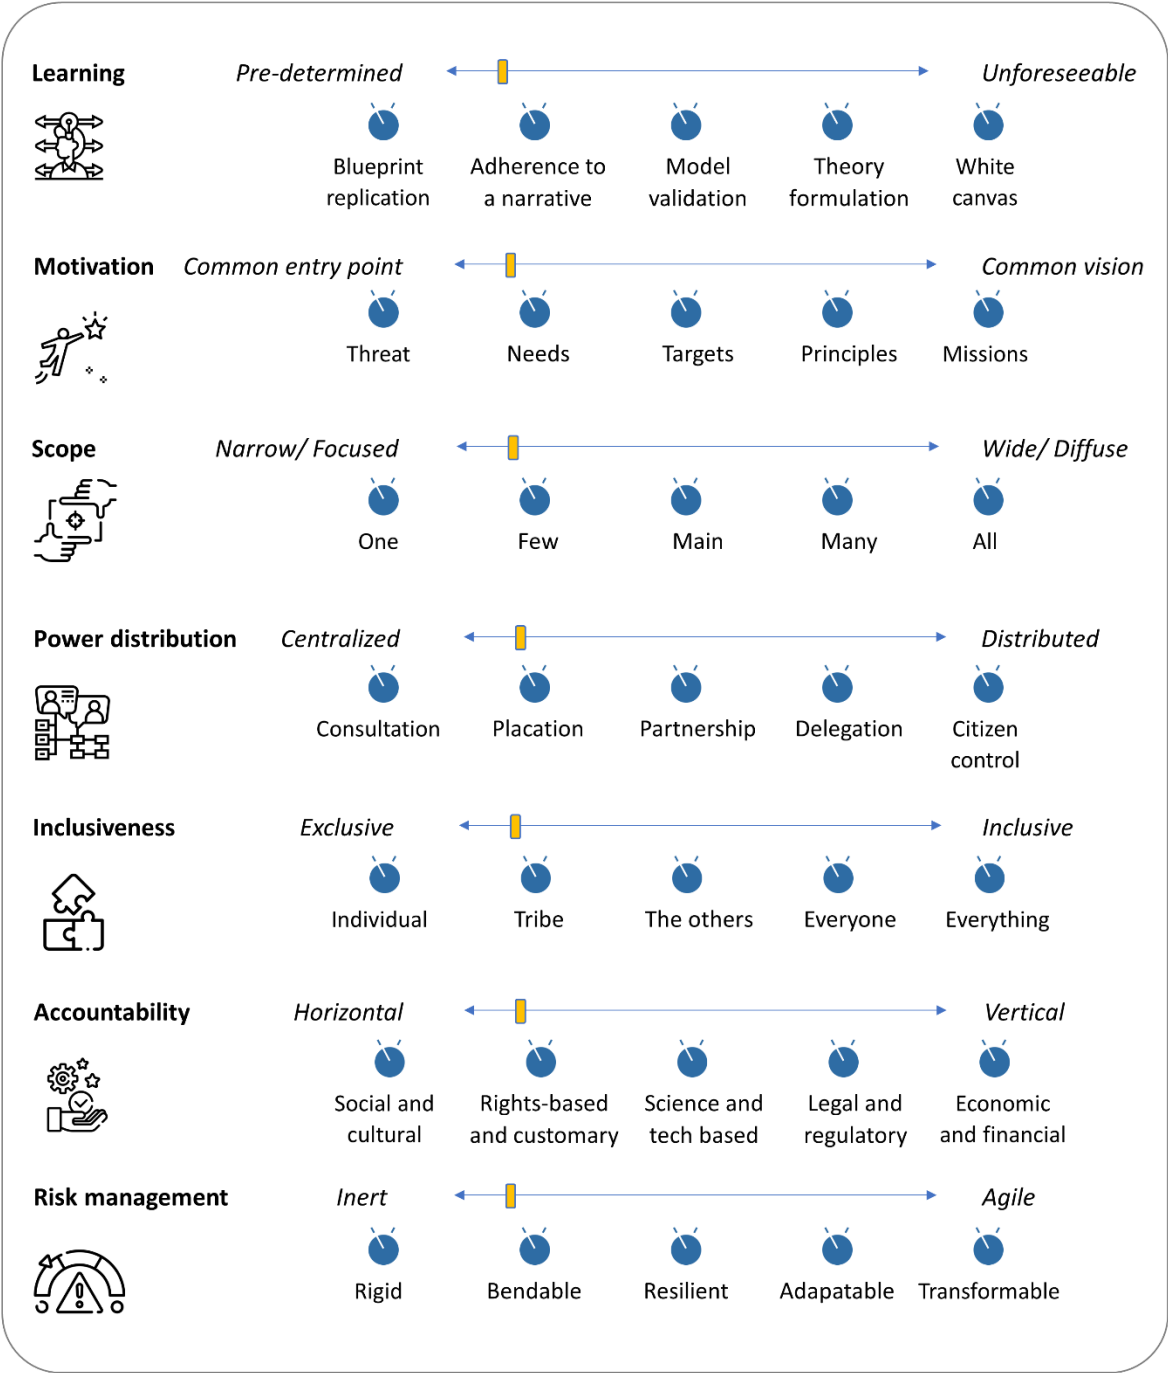 Learning
Pre-determined
Unforeseeable
Blueprint
replication
Adherence to
a narrative
Model
validation
Theory
formulation
White
canvas
Motivation
Common entry point
Common vision
Threat
Needs
Targets
Principles
Missions
Scope
Narrow/ Focused
Wide/ Diffuse
One
Few
Main
Many
All
Power distribution
Centralized
Distributed
Consultation
Placation
Partnership
Delegation
Citizen
control
Inclusiveness
Exclusive
Inclusive
Individual
Tribe
The others
Everyone
Everything
Accountability
Horizontal
Vertical
Social and
cultural
Rights-based
and customary
Science and
tech based
Legal and
regulatory
Economic
and financial
Risk management
Inert
Agile
Rigid
Bendable
Resilient
Adapatable
Transformable